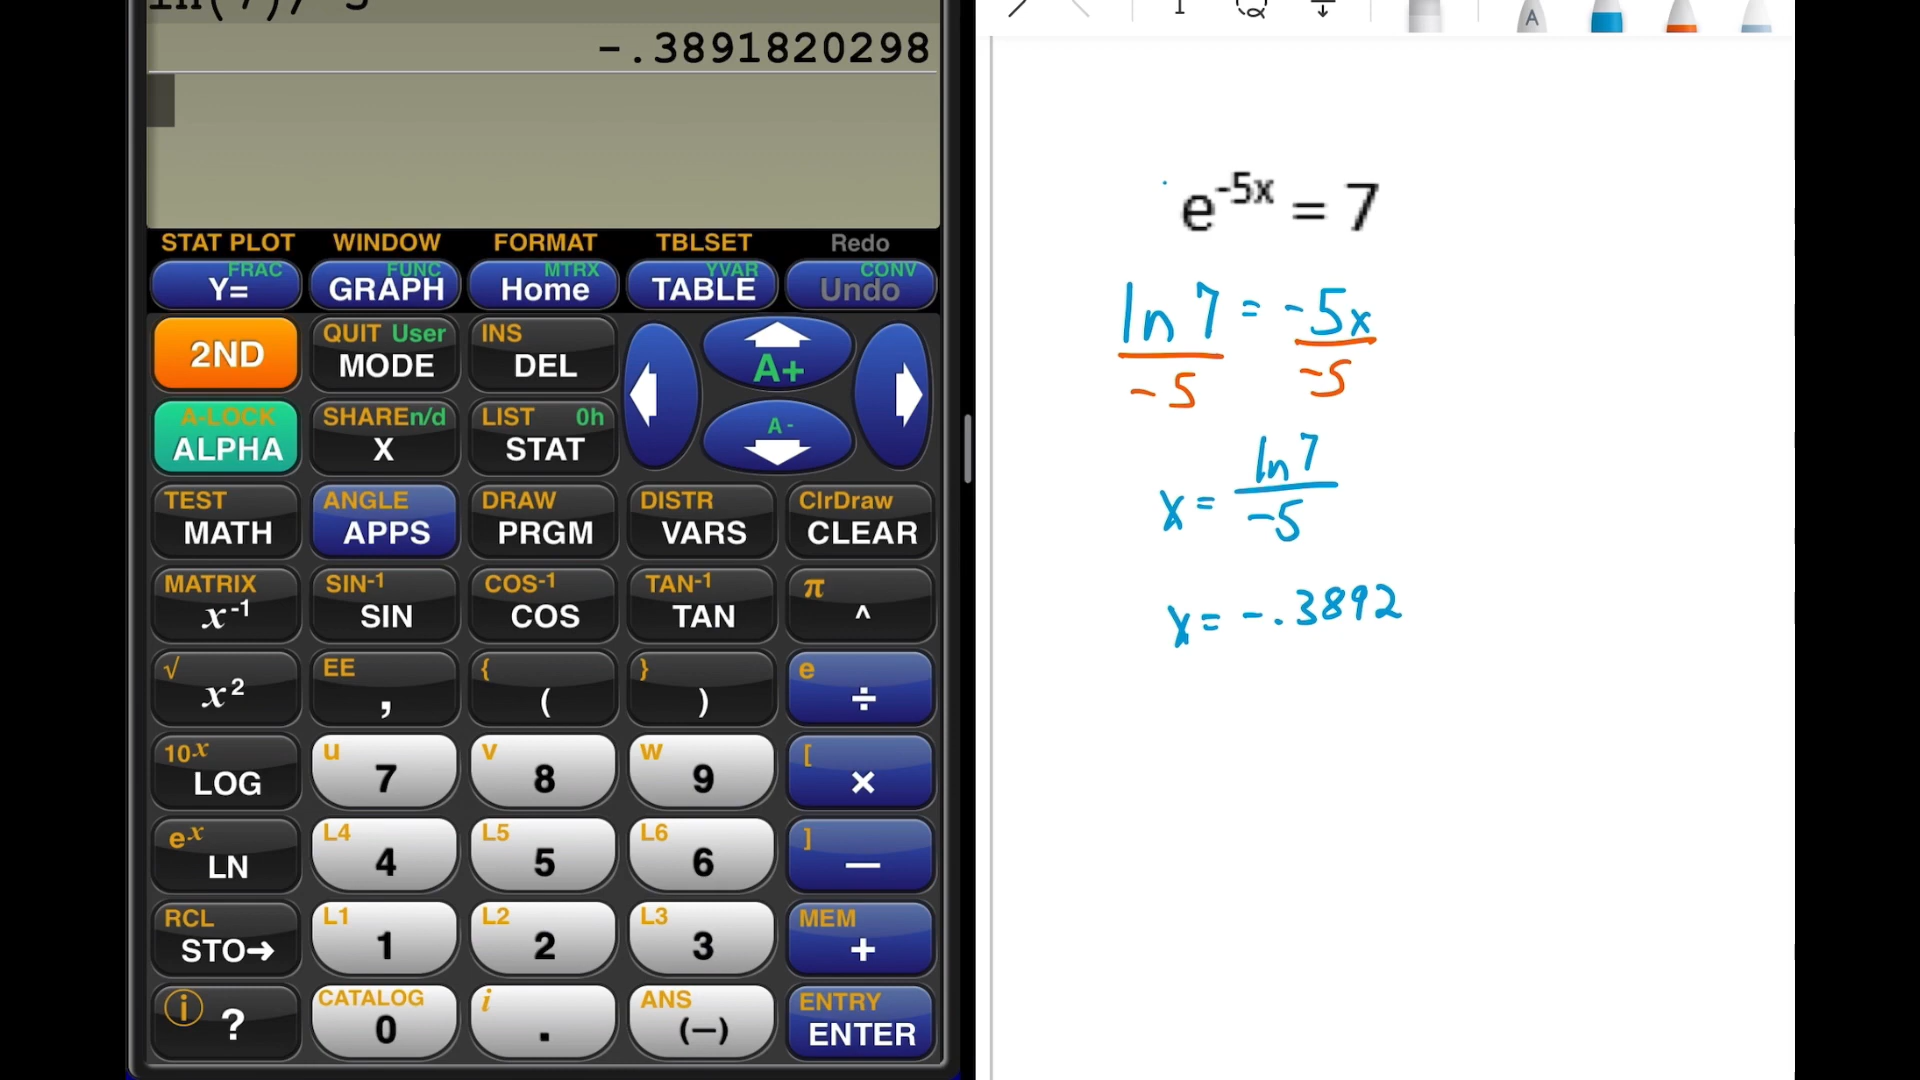 -.3891820298
STAT PLOT WINDOW FORMAT TBLSET Redo
FRAC FUNC MTRX YVAR CONV
Y= GRAPH Home TABLE Undo
QUIT User INS
2ND MODE DEL A+
A-LOCK SHARE n/d LIST 0h A-
ALPHA X STAT
TEST ANGLE DRAW DISTR ClrDraw
MATH APPS PRGM VARS CLEAR
MATRIX SIN-1 COS-1 TAN-1 π
x-1 SIN COS TAN ^
√ EE { } e
x2 , ( ) ÷
10x u v w [
LOG 7 8 9 ×
ex L4 L5 L6 ]
LN 4 5 6 —
RCL L1 L2 L3 MEM
STO➔ 1 2 3 +
i CATALOG i ANS ENTRY
? 0 . (—) ENTER
A
e-5x = 7
ln 7 = -5x
-5 -5
x = ln 7
-5
x = -.3892